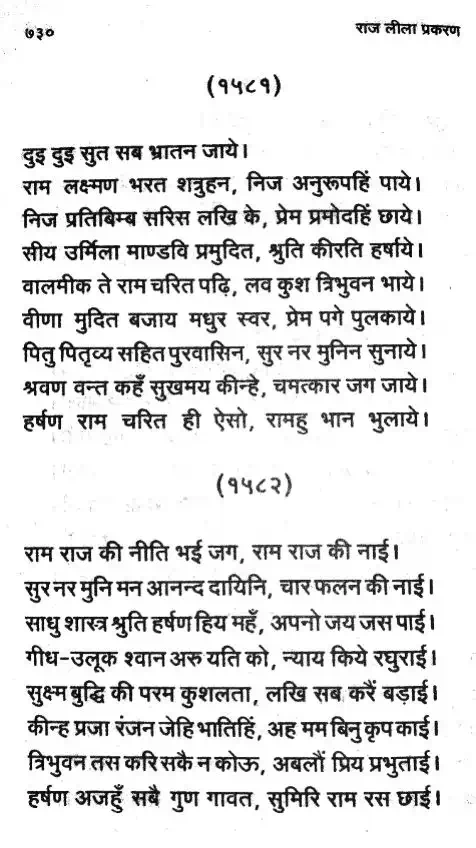 ७३०
राज लीला प्रकरण
(१५८१)
दुइ दुइ सुत सब भ्रातन जाये।
राम लक्ष्मण भरत शत्रुहन, निज अनुरूपहिं पाये।
निज प्रतिबिम्ब सरिस लखि के, प्रेम प्रमोदहिं छाये।
सीय उर्मिला माण्डवि प्रमुदित, श्रुति कीरति हर्षाये।
वालमीक ते राम चरित पढ़ि, लव कुश त्रिभुवन भाये।
वीणा मुदित बजाय मधुर स्वर, प्रेम पगे पुलकाये।
पितु पितृव्य सहित पुरवासिन, सुर नर मुनिन सुनाये।
श्रवण वन्त कहँ सुखमय कीन्हे, चमत्कार जग जाये।
हर्षण राम चरित ही ऐसो, रामहु भान भुलाये।
(१५८२)
राम राज की नीति भई जग, राम राज की नाई।
सुर नर मुनि मन आनन्द दायिनि, चार फलन की नाई।
साधु शास्त्र श्रुति हर्षण हिय महँ, अपनो जय जस पाई।
गीध-उलूक श्वान अरु यति को, न्याय किये रघुराई।
सुक्ष्म बुद्धि की परम कुशलता, लखि सब करैं बड़ाई।
कीन्ह प्रजा रंजन जेहि भातिहिं, अह मम बिनु कृप काई।
त्रिभुवन तस करि सकै न कोऊ, अबलौं प्रिय प्रभुताई।
हर्षण अजहुँ सबै गुण गावत, सुमिरि राम रस छाई।